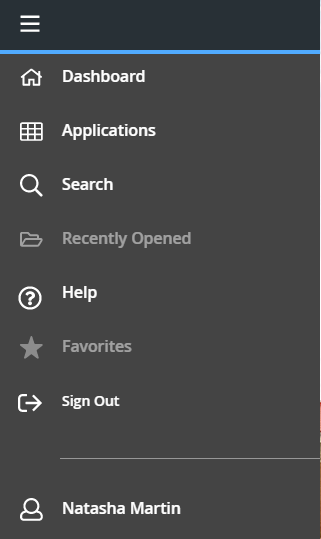 Dashboard
Applications
Search
Recently Opened
Help
Favorites
Sign Out
Natasha Martin